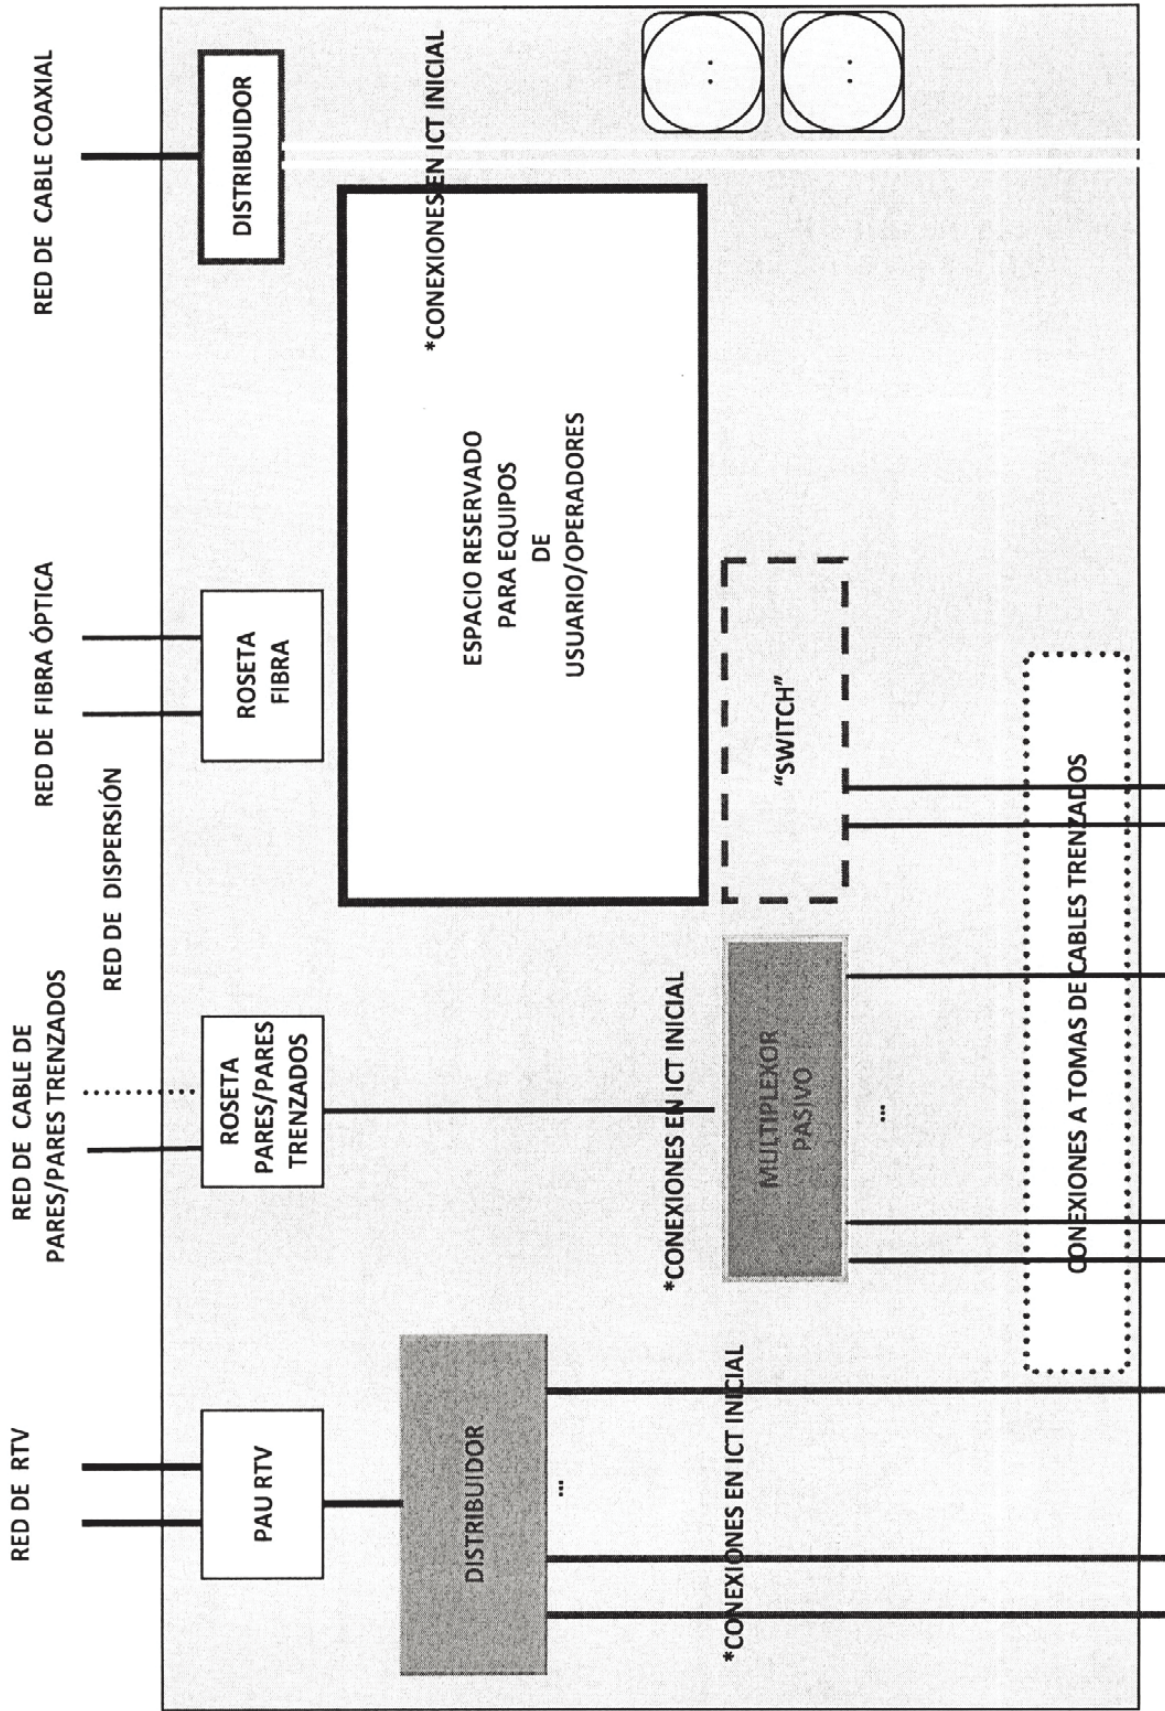 RED DE RTV
RED DE CABLE DE
PARES/PARES TRENZADOS
RED DE DISPERSIÓN
RED DE FIBRA ÓPTICA
RED DE CABLE COAXIAL
PAU RTV
ROSETA
PARES/PARES
TRENZADOS
ROSETA
FIBRA
DISTRIBUIDOR
DISTRIBUIDOR
...
*CONEXIONES EN ICT INICIAL
*CONEXIONES EN ICT INICIAL
MULTIPLEXOR
PASIVO
...
ESPACIO RESERVADO
PARA EQUIPOS
DE
USUARIO/OPERADORES
*CONEXIONES EN ICT INICIAL
"SWITCH"
CONEXIONES A TOMAS DE CABLES TRENZADOS